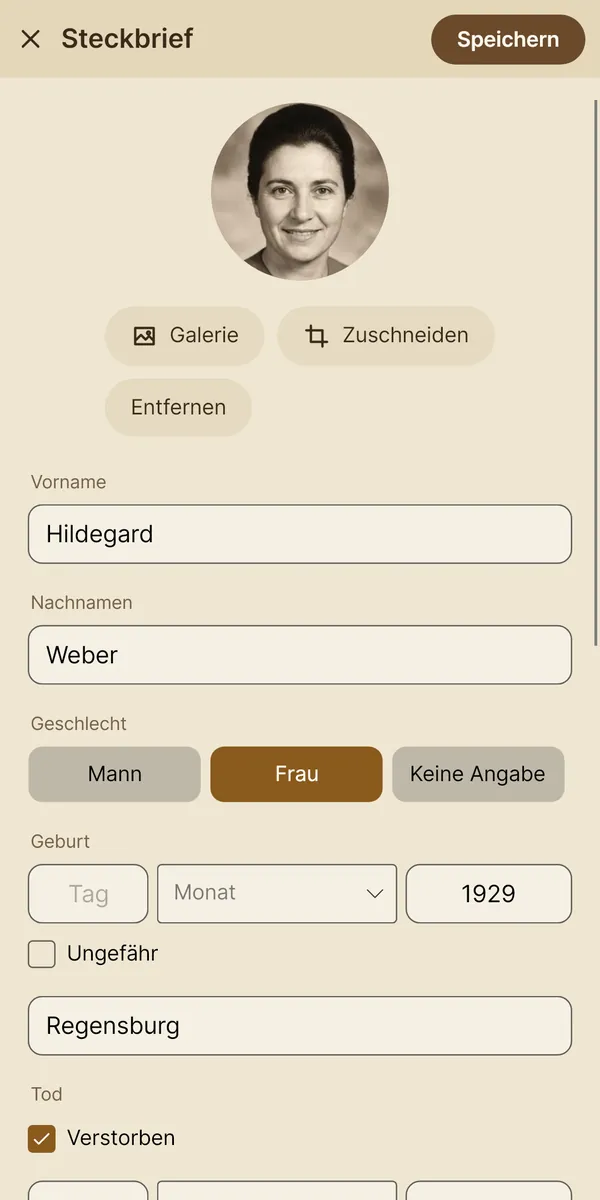 Steckbrief
Speichern
Galerie
Zuschneiden
Entfernen
Vorname
Hildegard
Nachnamen
Weber
Geschlecht
Mann
Frau
Keine Angabe
Geburt
Tag
Monat
1929
Ungefähr
Regensburg
Tod
Verstorben